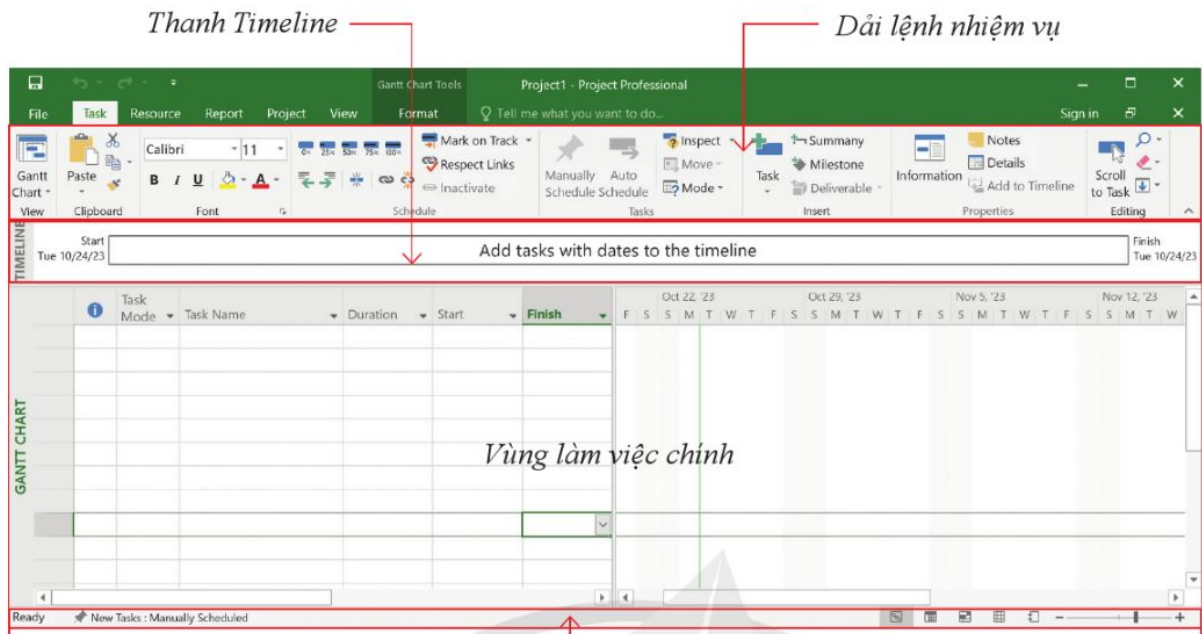 Thanh Timeline
Dải lệnh nhiệm vụ
Gantt Chart Tools
Project1 - Project Professional
File Task Resource Report Project View Format Tell me what you want to do... Sign in
Gantt Chart
Paste
Calibri 11
B I U A
0% 25% 50% 75% 100%
Mark on Track
Respect Links
Inactivate
Manually Schedule
Auto Schedule
Inspect
Move
Mode
Task
Summary
Milestone
Deliverable
Information
Notes
Details
Add to Timeline
Scroll to Task
View Clipboard Font Schedule Tasks Insert Properties Editing
TIMELINE
Start
Tue 10/24/23
Add tasks with dates to the timeline
Finish
Tue 10/24/23
GANTT CHART
Task Mode Task Name Duration Start Finish
Oct 22, '23 Oct 29, '23 Nov 5, '23 Nov 12, '23
F S S M T W T F S S M T W T F S S M T W T F S S M T W
Vùng làm việc chính
Ready New Tasks : Manually Scheduled